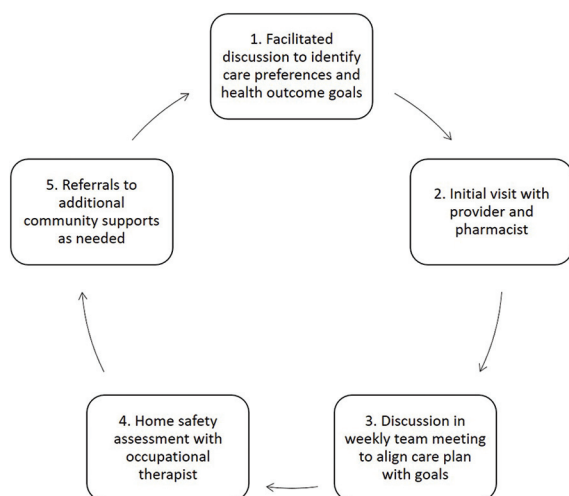 1. Facilitated
discussion to identify
care preferences and
health outcome goals
2. Initial visit with
provider and
pharmacist
3. Discussion in
weekly team meeting
to align care plan
with goals
4. Home safety
assessment with
occupational
therapist
5. Referrals to
additional
community supports
as needed